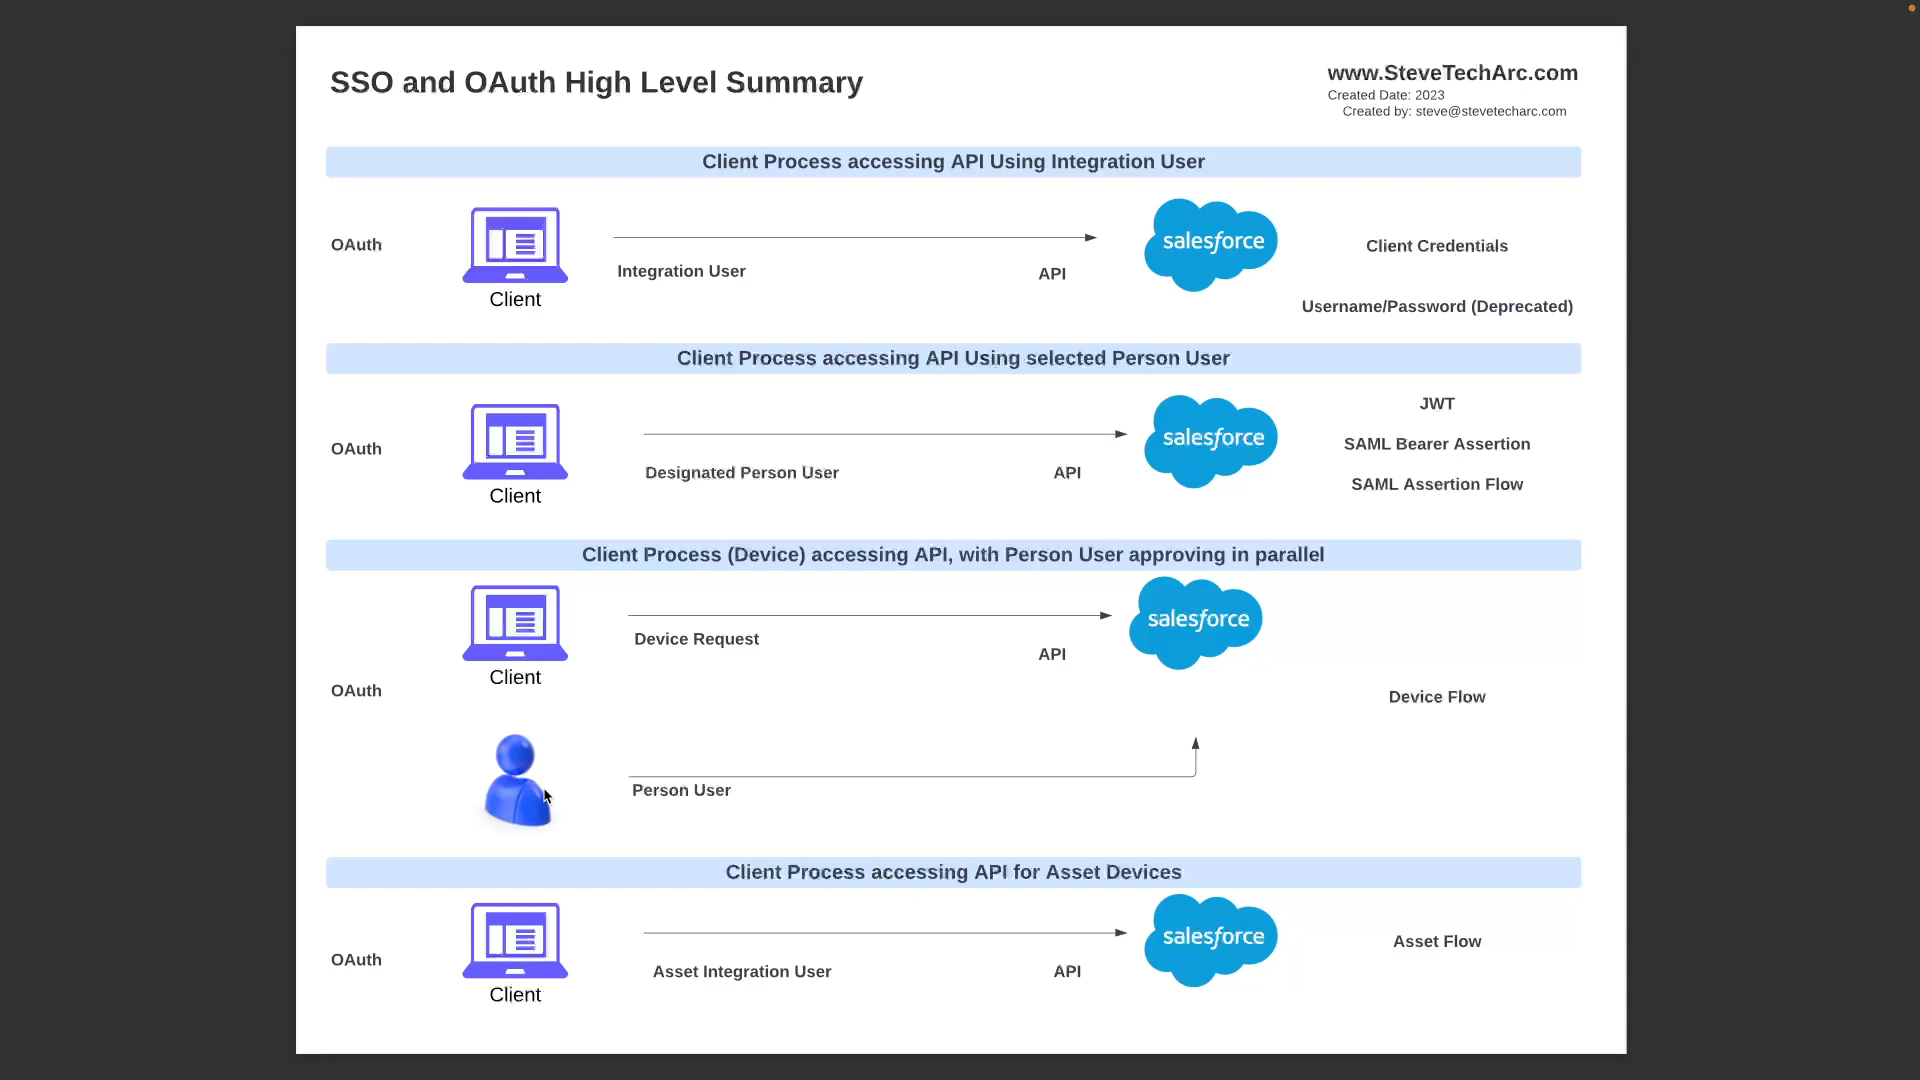 SSO and OAuth High Level Summary
www.SteveTechArc.com
Created Date: 2023
Created by: steve@stevetecharc.com
Client Process accessing API Using Integration User
OAuth
Client
Integration User
API
salesforce
Client Credentials
Username/Password (Deprecated)
Client Process accessing API Using selected Person User
OAuth
Client
Designated Person User
API
salesforce
JWT
SAML Bearer Assertion
SAML Assertion Flow
Client Process (Device) accessing API, with Person User approving in parallel
OAuth
Client
Device Request
API
salesforce
Device Flow
Person User
Client Process accessing API for Asset Devices
OAuth
Client
Asset Integration User
API
salesforce
Asset Flow